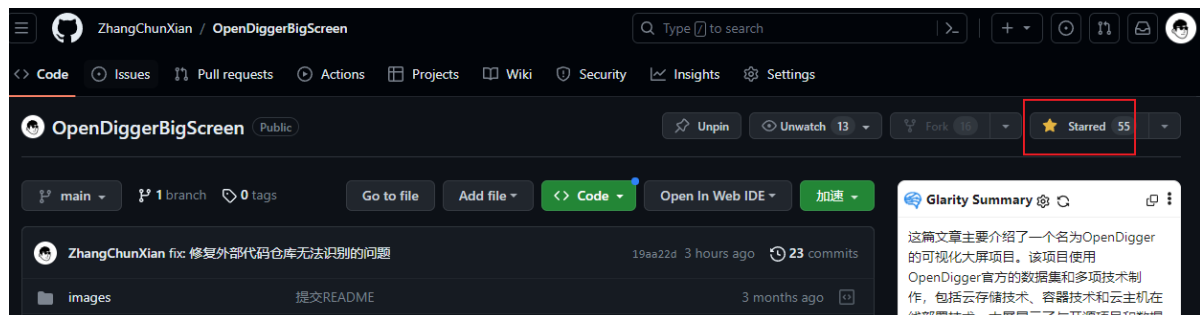 ZhangChunXian / OpenDiggerBigScreen
Type / to search
Code Issues Pull requests Actions Projects Wiki Security Insights Settings
OpenDiggerBigScreen Public
Unpin Unwatch 13 Fork 16 Starred 55
main 1 branch 0 tags Go to file Add file Code Open In Web IDE 加速
ZhangChunXian fix: 修复外部代码仓库无法识别的问题 19aa22d 3 hours ago 23 commits
images 提交README 3 months ago
Glarity Summary
这篇文章主要介绍了一个名为OpenDigger
的可视化大屏项目。该项目使用
OpenDigger官方的数据集和多项技术制
作，包括云存储技术、容器技术和云主机在